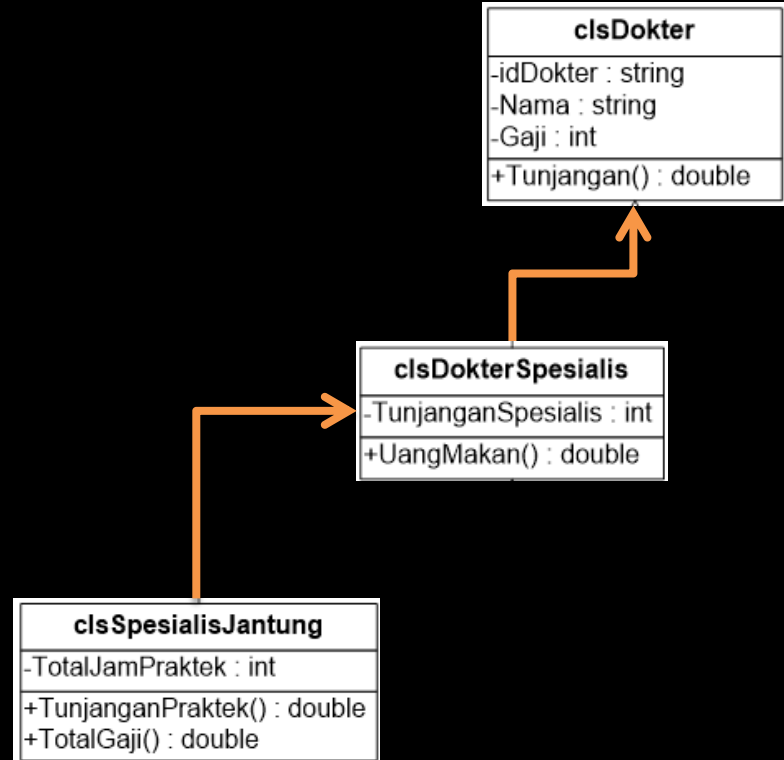 clsDokter
-idDokter : string
-Nama : string
-Gaji : int
+Tunjangan() : double
clsDokterSpesialis
-TunjanganSpesialis : int
+UangMakan() : double
clsSpesialisJantung
-TotalJamPraktek : int
+TunjanganPraktek() : double
+TotalGaji() : double